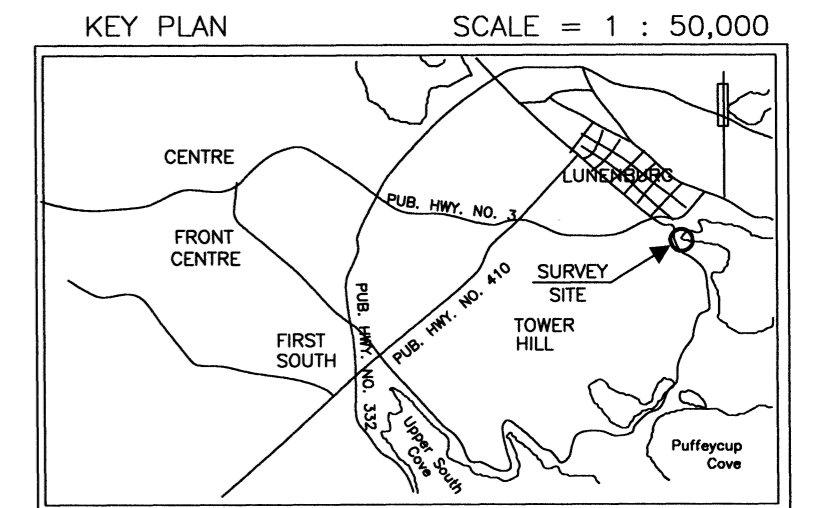 KEY PLAN
SCALE = 1 : 50,000
CENTRE
LUNENBURG
PUB. HWY. NO. 3
FRONT
CENTRE
SURVEY
SITE
PUB. HWY. NO. 410
PUB. HWY. NO. 332
TOWER
HILL
FIRST
SOUTH
Upper South
Cove
Puffeycup
Cove